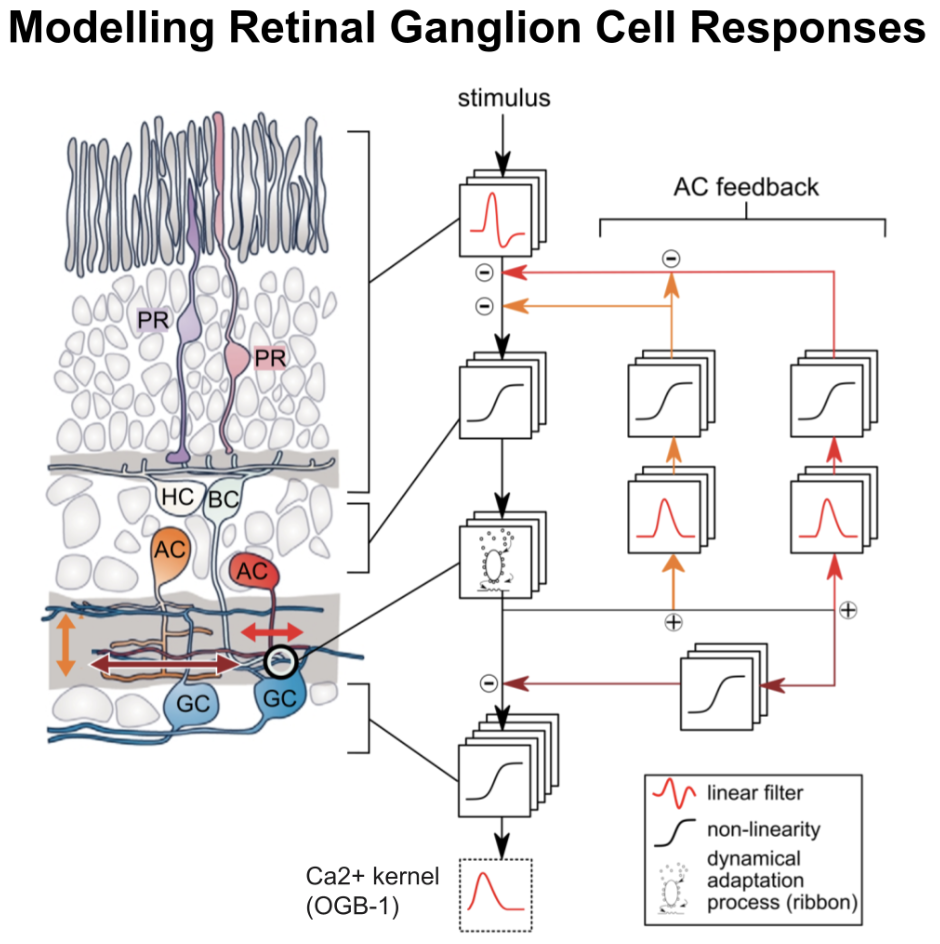 Modelling Retinal Ganglion Cell Responses
stimulus
AC feedback
PR
PR
HC
BC
AC
AC
GC
GC
linear filter
non-linearity
dynamical
adaptation
process (ribbon)
Ca2+ kernel
(OGB-1)